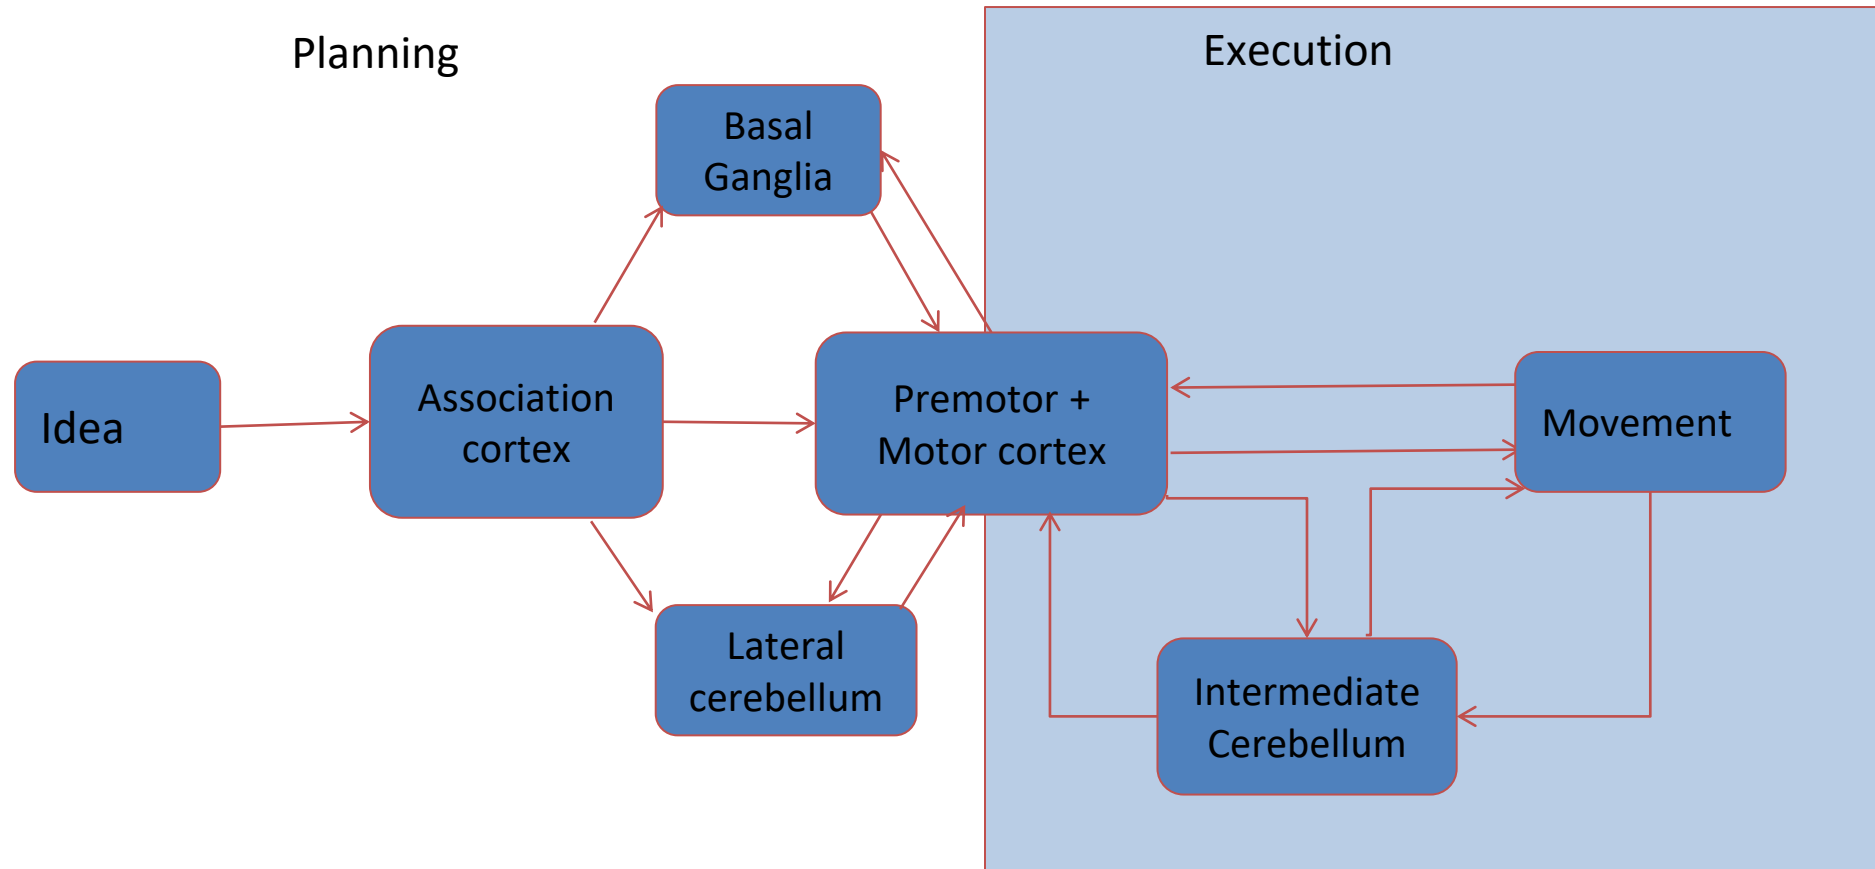 Planning
Execution
Basal
Ganglia
Idea
Association
cortex
Premotor +
Motor cortex
Movement
Lateral
cerebellum
Intermediate
Cerebellum